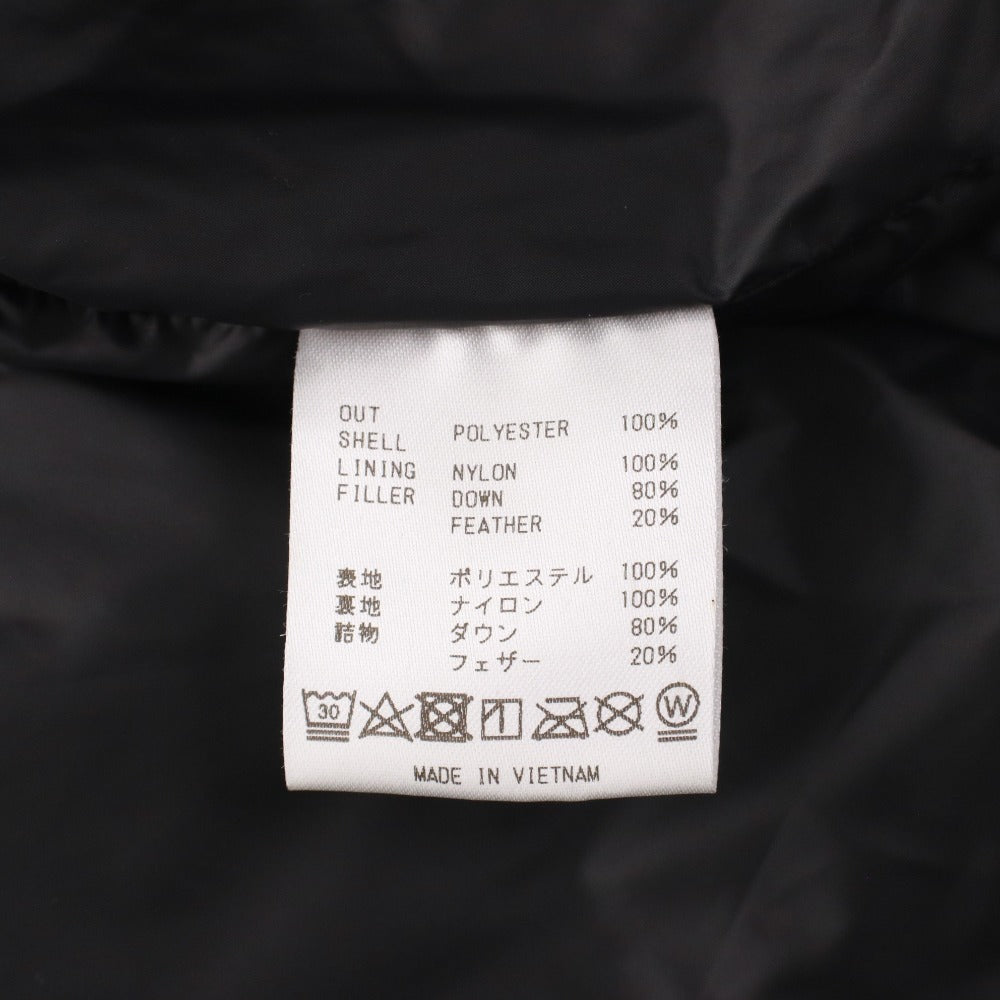 OUT
SHELL POLYESTER 100%
LINING NYLON 100%
FILLER DOWN 80%
FEATHER 20%
表地 ポリエステル 100%
裏地 ナイロン 100%
詰物 ダウン 80%
フェザー 20%
30 W
MADE IN VIETNAM